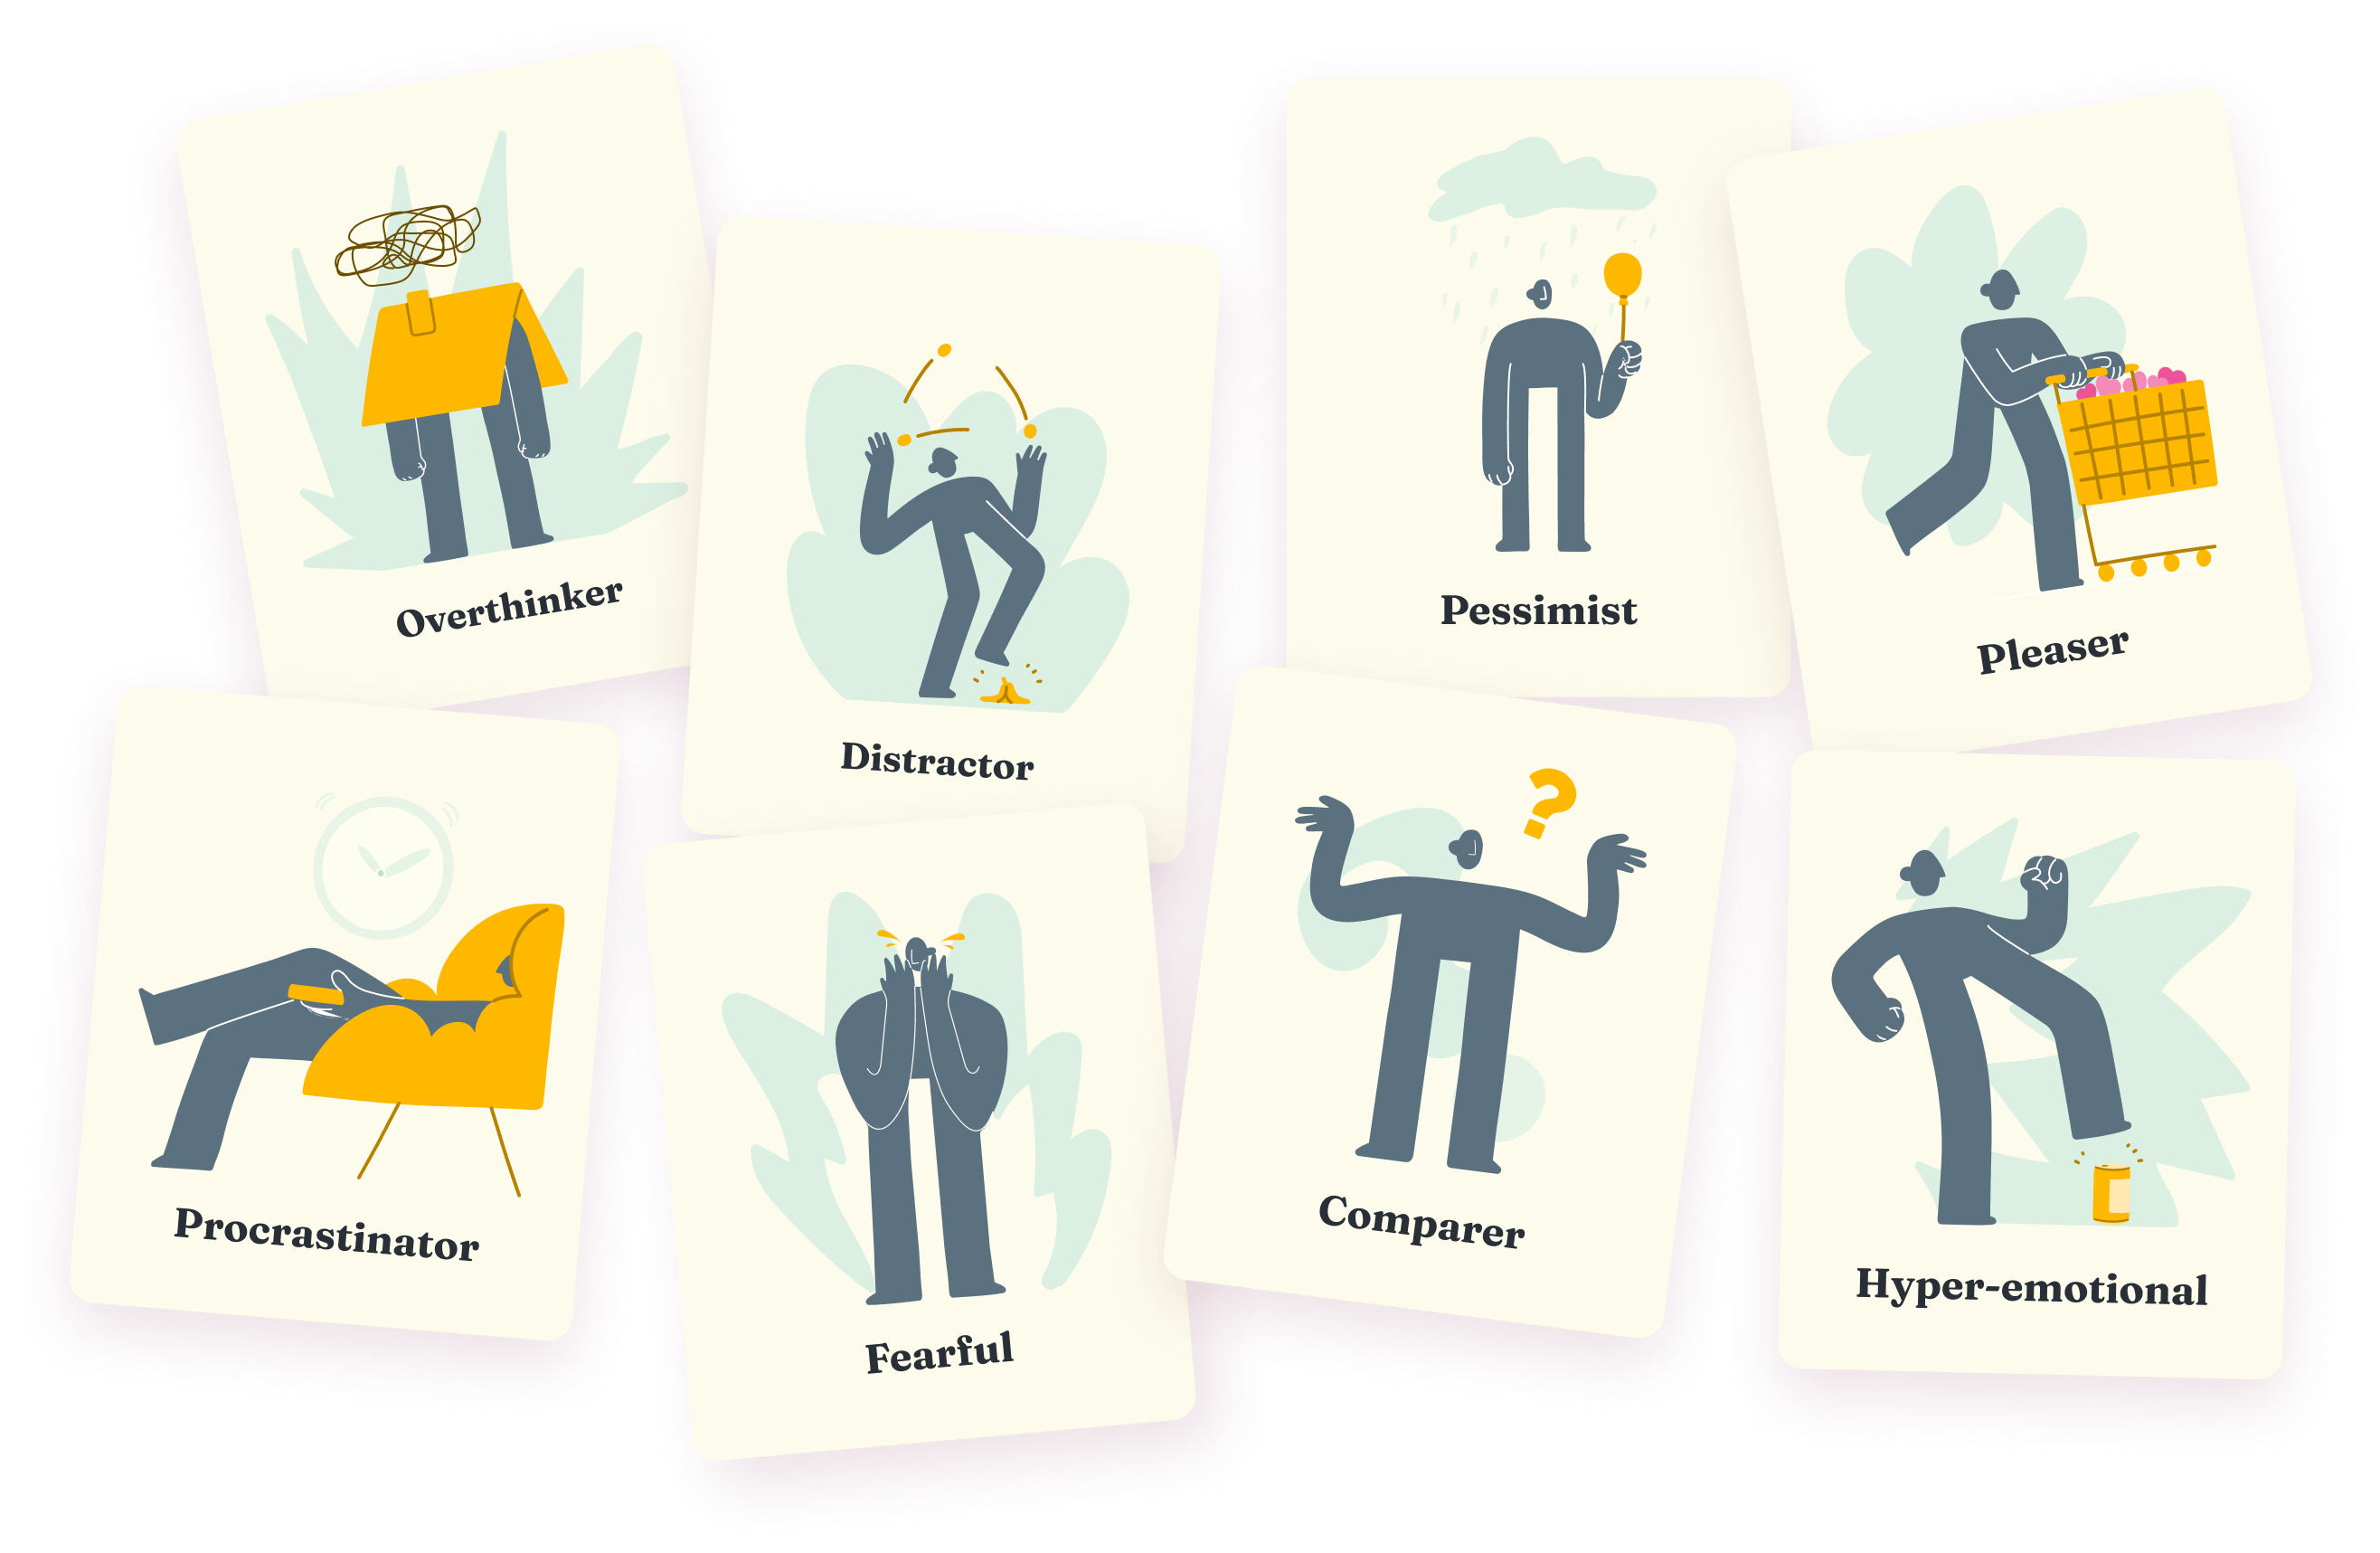 Overthinker
Distractor
Pessimist
Pleaser
Procrastinator
Fearful
?
Comparer
Hyper-emotional